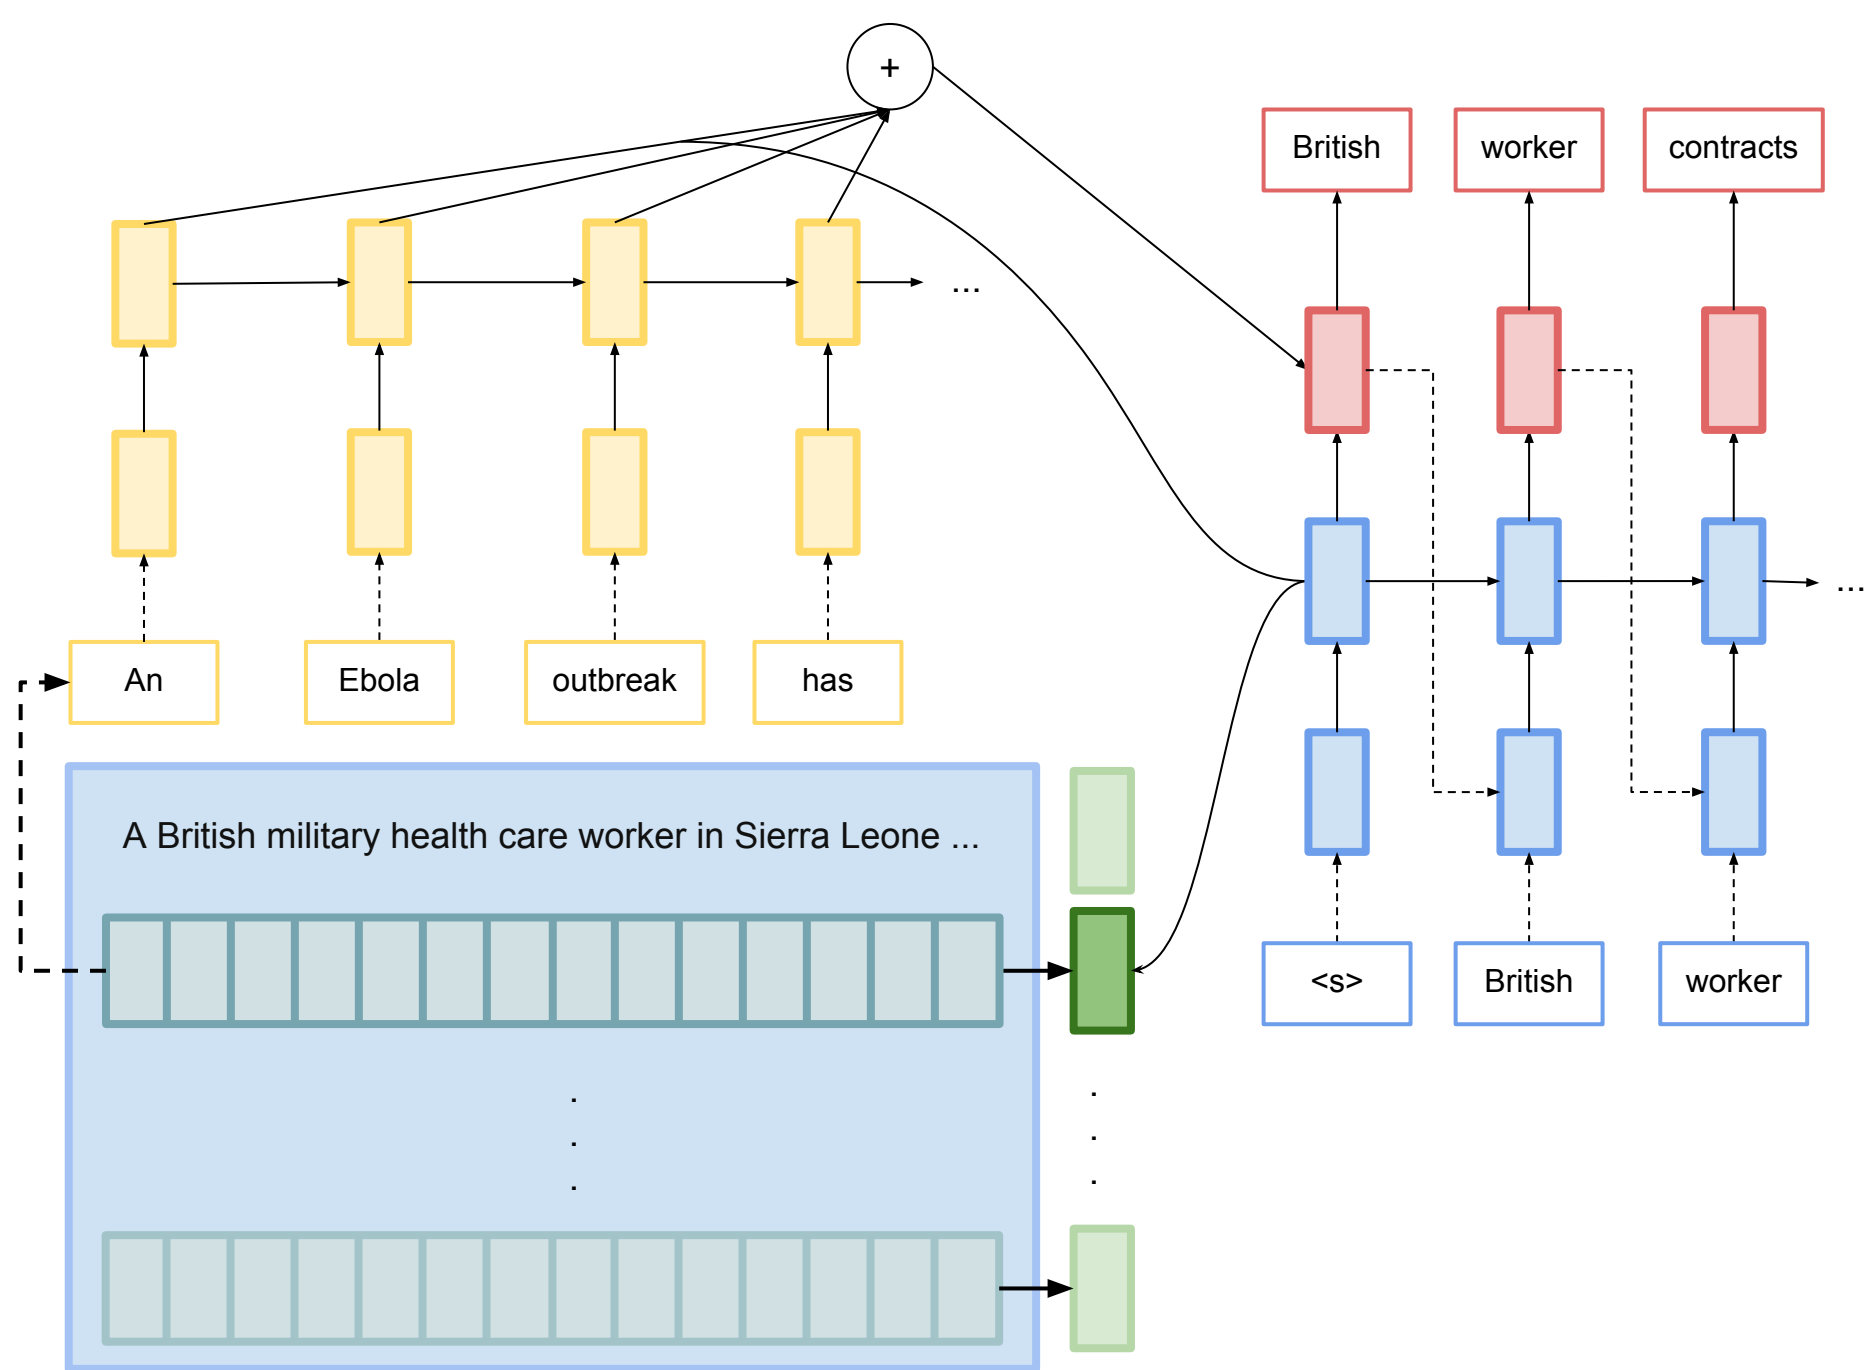 +
British worker contracts
...
...
An Ebola outbreak has
A British military health care worker in Sierra Leone ...
<s> British worker
.
.
.
.
.
.